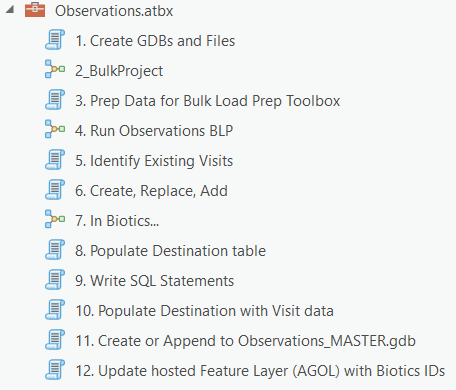 Observations.atbx
1. Create GDBs and Files
2_BulkProject
3. Prep Data for Bulk Load Prep Toolbox
4. Run Observations BLP
5. Identify Existing Visits
6. Create, Replace, Add
7. In Biotics...
8. Populate Destination table
9. Write SQL Statements
10. Populate Destination with Visit data
11. Create or Append to Observations_MASTER.gdb
12. Update hosted Feature Layer (AGOL) with Biotics IDs